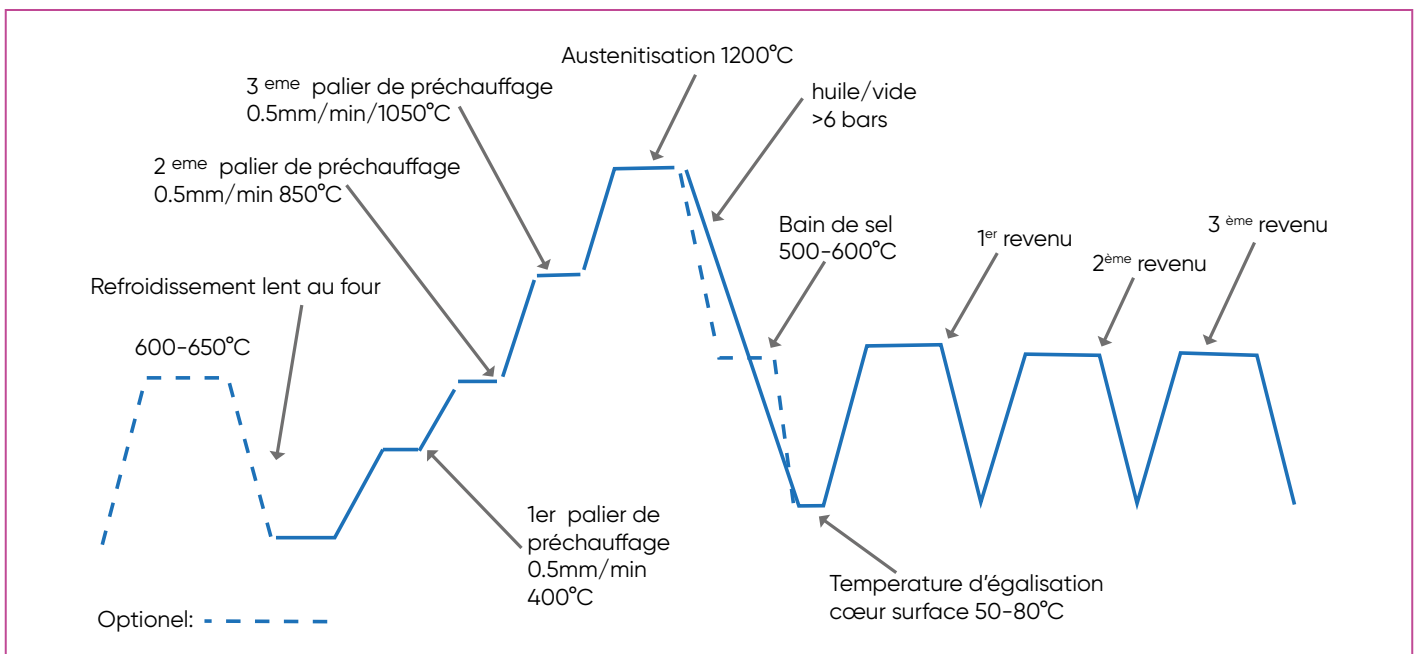 Austenitisation 1200°C
3 eme palier de préchauffage
0.5mm/min/1050°C
huile/vide
>6 bars
2 eme palier de préchauffage
0.5mm/min 850°C
Bain de sel
500-600°C
1er revenu
2ème revenu
3 ème revenu
Refroidissement lent au four
600-650°C
1er palier de
préchauffage
0.5mm/min
400°C
Temperature d'égalisation
cœur surface 50-80°C
Optionel: